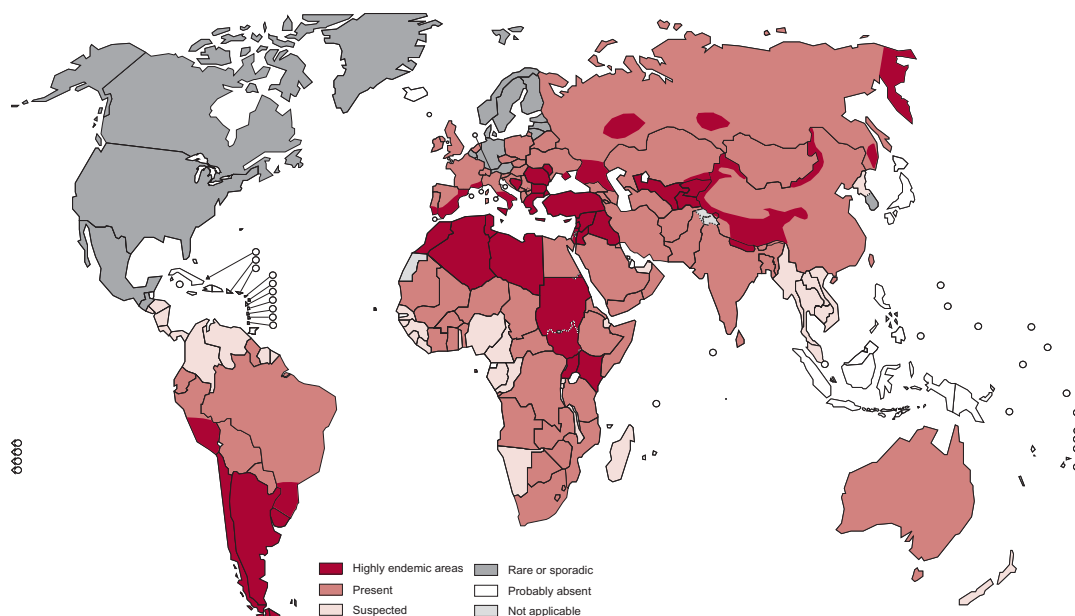 Highly endemic areas
Present
Suspected
Rare or sporadic
Probably absent
Not applicable